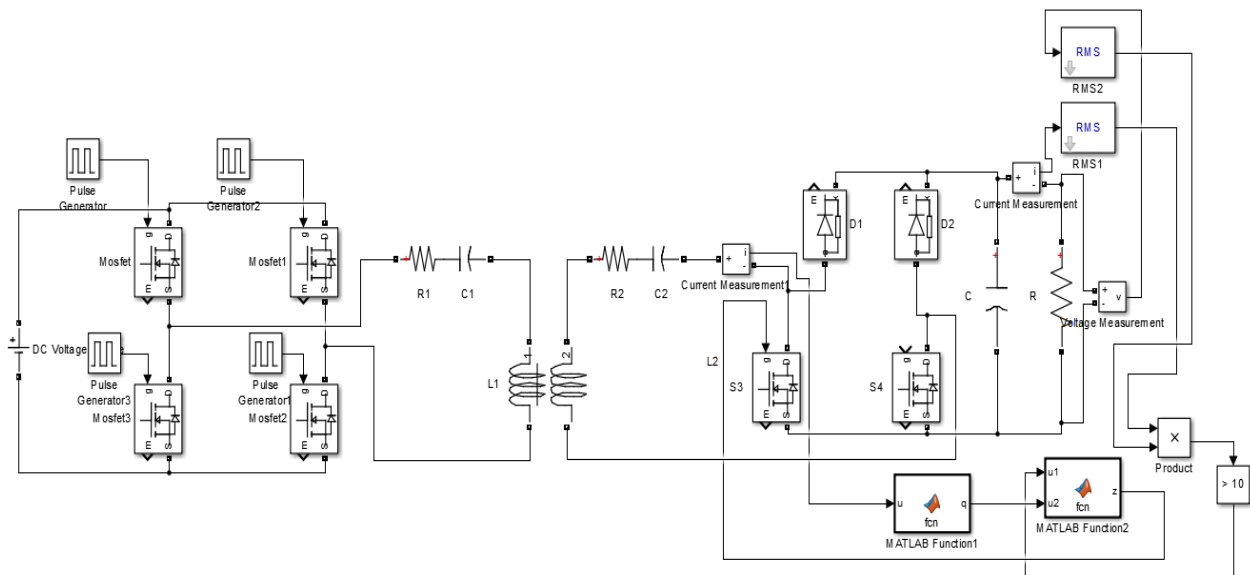 RMS
RMS2
RMS
RMS1
i
+
-
Current Measurement
Pulse
Generator
Pulse
Generator2
g
D
m
S
Mosfet
g
D
m
S
Mosfet1
+
R1
C1
+
R2
C2
+
i
-
Current Measurement1
m
k
D1
m
k
D2
+
C
+
R
+
-
v
Voltage Measurement
+
DC Voltage
Pulse
Generator3
g
D
m
S
Mosfet3
Pulse
Generator1
g
D
m
S
Mosfet2
L1
1
2
L2
g
D
m
S
S3
g
D
m
S
S4
X
Product
> 10
u
fcn
q
MATLAB Function1
u1
u2
fcn
z
MATLAB Function2